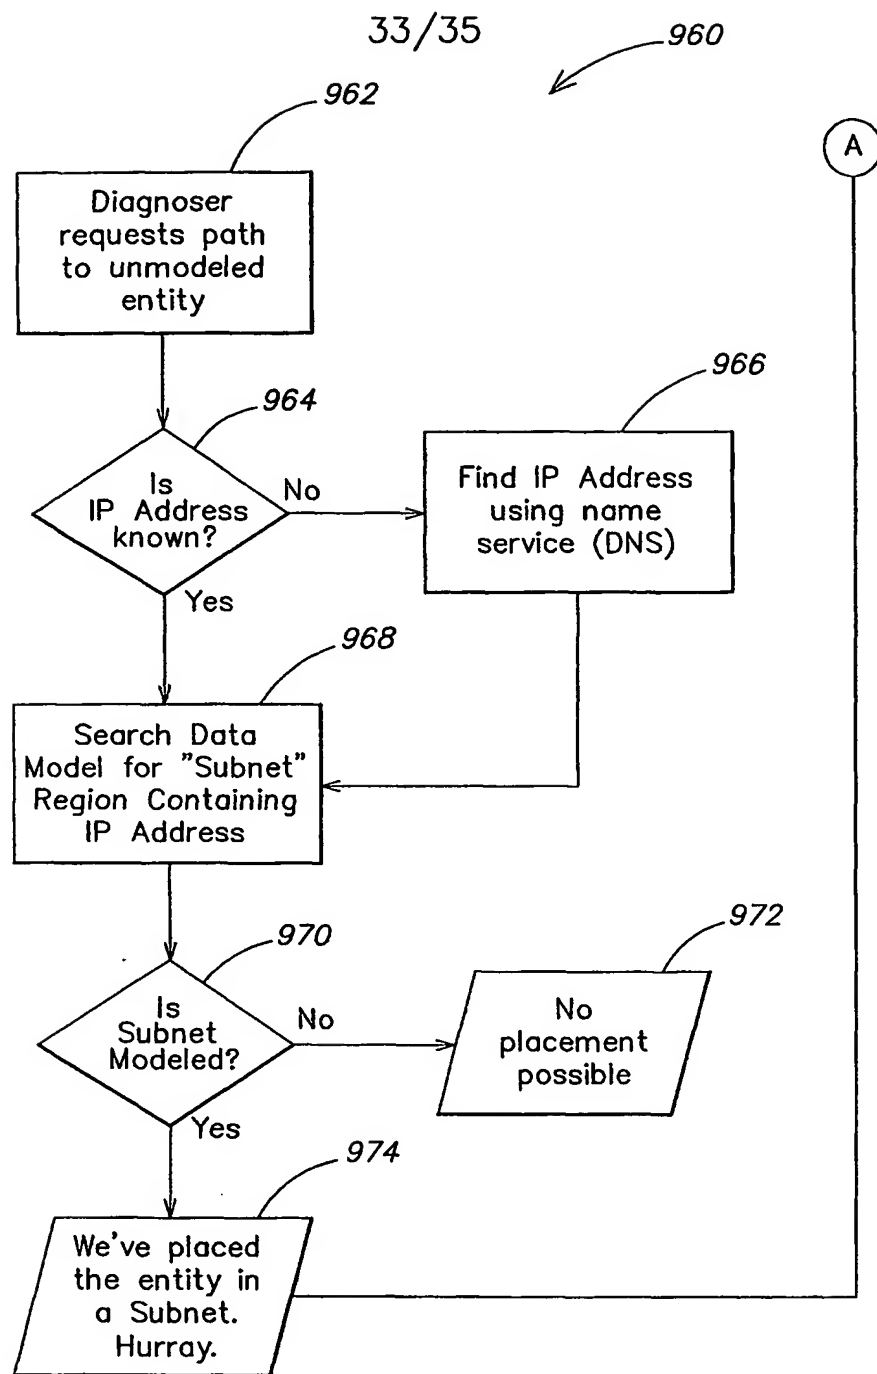 33/35
960
962
A
Diagnoser
requests path
to unmodeled
entity
964
966
Is
IP Address
known?
No
Find IP Address
using name
service (DNS)
Yes
968
Search Data
Model for "Subnet"
Region Containing
IP Address
970
972
Is
Subnet
Modeled?
No
No
placement
possible
Yes
974
We've placed
the entity in
a Subnet.
Hurray.